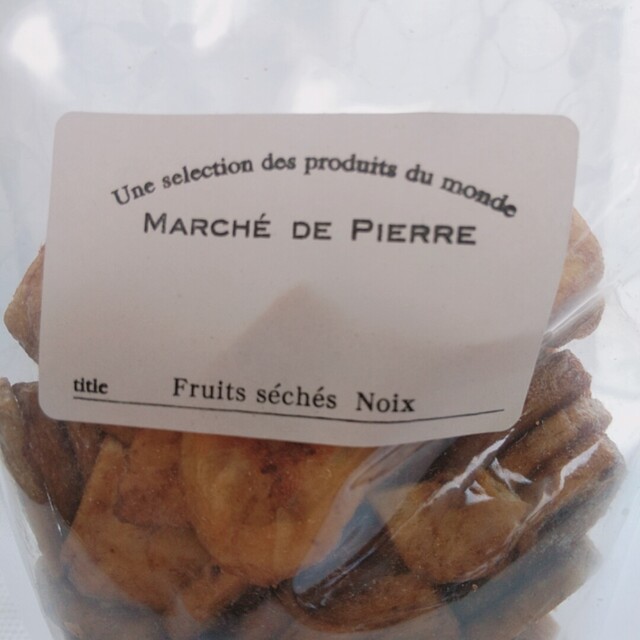 Une selection des produits du monde
MARCHÉ DE PIERRE
title Fruits séchés Noix